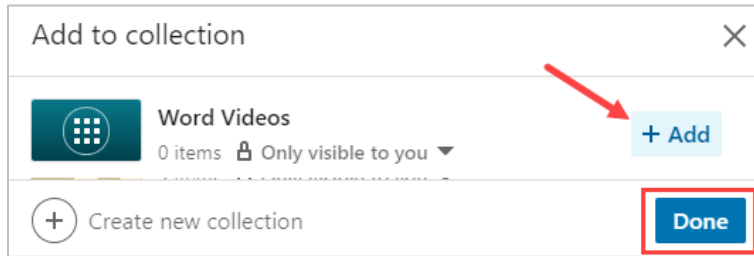 Add to collection
Word Videos
+ Add
0 items Only visible to you
Create new collection
Done